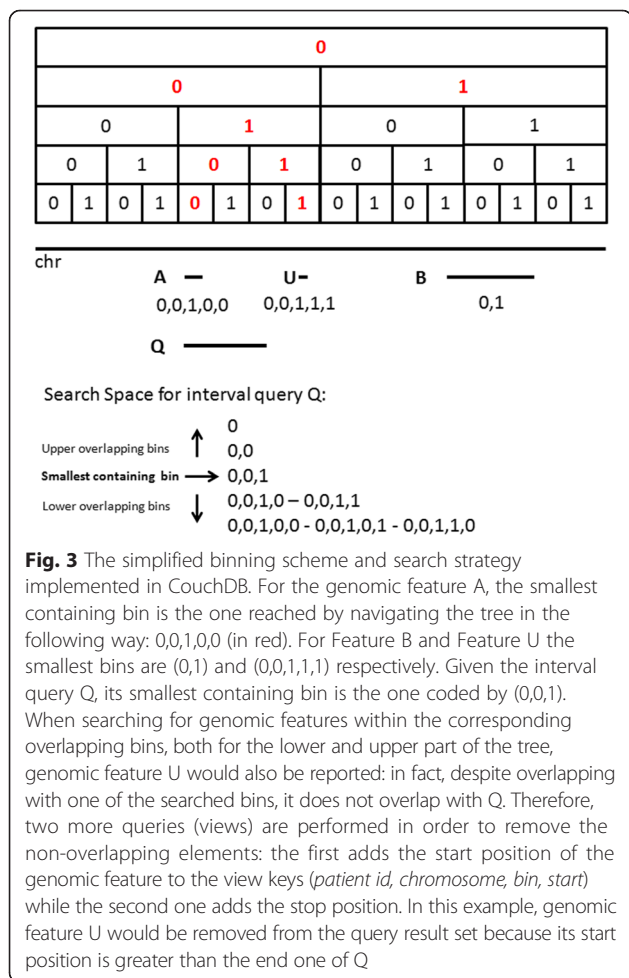 0
0 1
0 1 0 1
0 1 0 1 0 1 0 1
0 1 0 1 0 1 0 1 0 1 0 1 0 1 0 1
chr
A U B
0,0,1,0,0 0,0,1,1,1 0,1
Q
Search Space for interval query Q:
0
Upper overlapping bins 0,0
Smallest containing bin 0,0,1
Lower overlapping bins 0,0,1,0 – 0,0,1,1
0,0,1,0,0 - 0,0,1,0,1 - 0,0,1,1,0
Fig. 3 The simplified binning scheme and search strategy
implemented in CouchDB. For the genomic feature A, the smallest
containing bin is the one reached by navigating the tree in the
following way: 0,0,1,0,0 (in red). For Feature B and Feature U the
smallest bins are (0,1) and (0,0,1,1,1) respectively. Given the interval
query Q, its smallest containing bin is the one coded by (0,0,1).
When searching for genomic features within the corresponding
overlapping bins, both for the lower and upper part of the tree,
genomic feature U would also be reported: in fact, despite overlapping
with one of the searched bins, it does not overlap with Q. Therefore,
two more queries (views) are performed in order to remove the
non-overlapping elements: the first adds the start position of the
genomic feature to the view keys (patient id, chromosome, bin, start)
while the second one adds the stop position. In this example, genomic
feature U would be removed from the query result set because its start
position is greater than the end one of Q